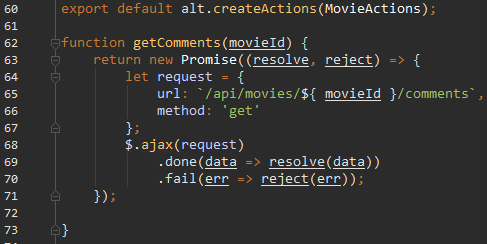 60 export default alt.createActions(MovieActions);
61
62 function getComments(movieId) {
63     return new Promise((resolve, reject) => {
64         let request = {
65             url: `/api/movies/${ movieId }/comments`,
66             method: 'get'
67         };
68         $.ajax(request)
69             .done(data => resolve(data))
70             .fail(err => reject(err));
71     });
72
73 }